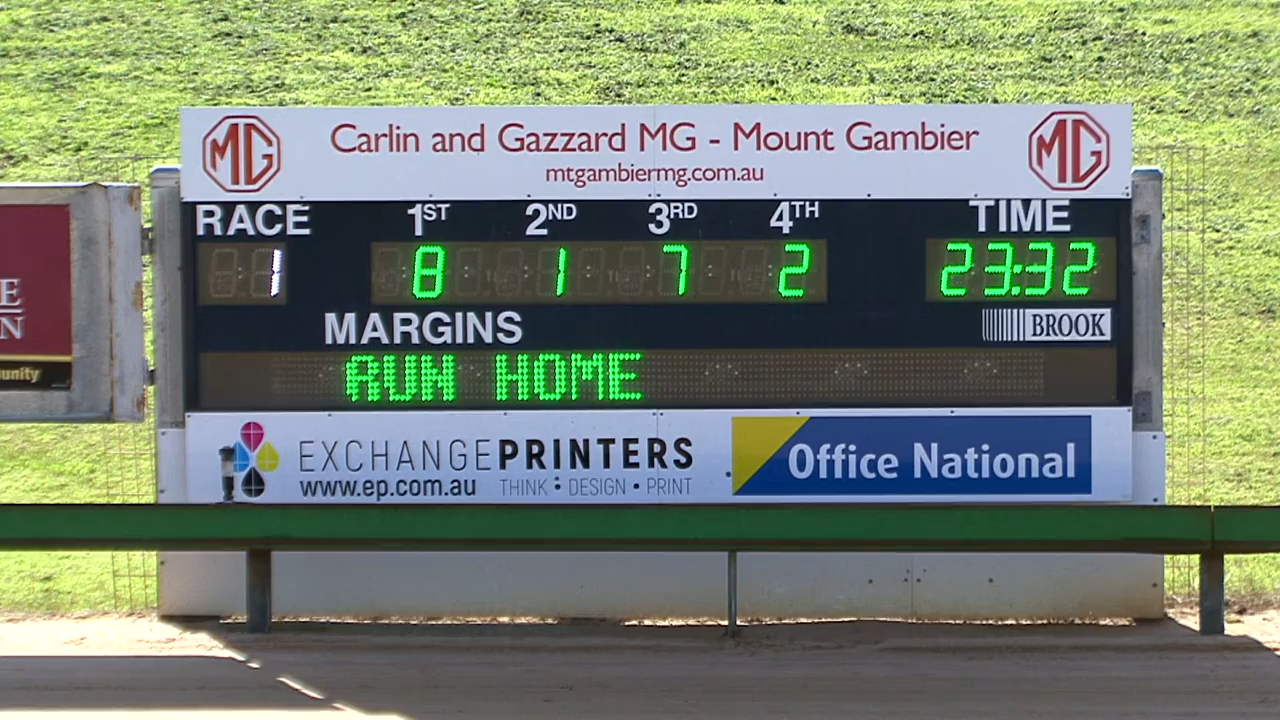 MG Carlin and Gazzard MG - Mount Gambier MG
mtgambiermg.com.au
RACE 1ST 2ND 3RD 4TH TIME
1 8 1 7 2 23:32
MARGINS BROOK
RUN HOME
E
N
unity
EXCHANGEPRINTERS
www.ep.com.au THINK : DESIGN • PRINT
Office National